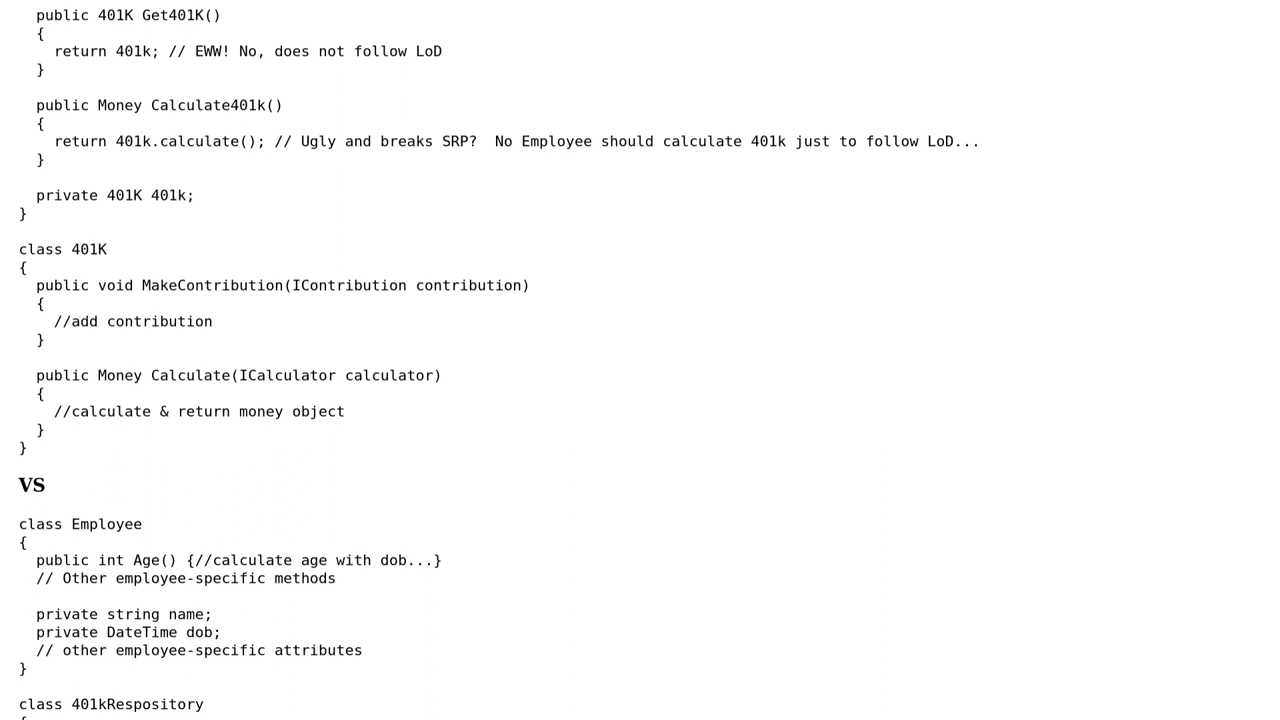 public 401K Get401K()
{
return 401k; // EWW! No, does not follow LoD
}
public Money Calculate401k()
{
return 401k.calculate(); // Ugly and breaks SRP?  No Employee should calculate 401k just to follow LoD...
}
private 401K 401k;
}
class 401K
{
public void MakeContribution(IContribution contribution)
{
//add contribution
}
public Money Calculate(ICalculator calculator)
{
//calculate & return money object
}
}
VS
class Employee
{
public int Age() {//calculate age with dob...}
// Other employee-specific methods
private string name;
private DateTime dob;
// other employee-specific attributes
}
class 401kRespository
{